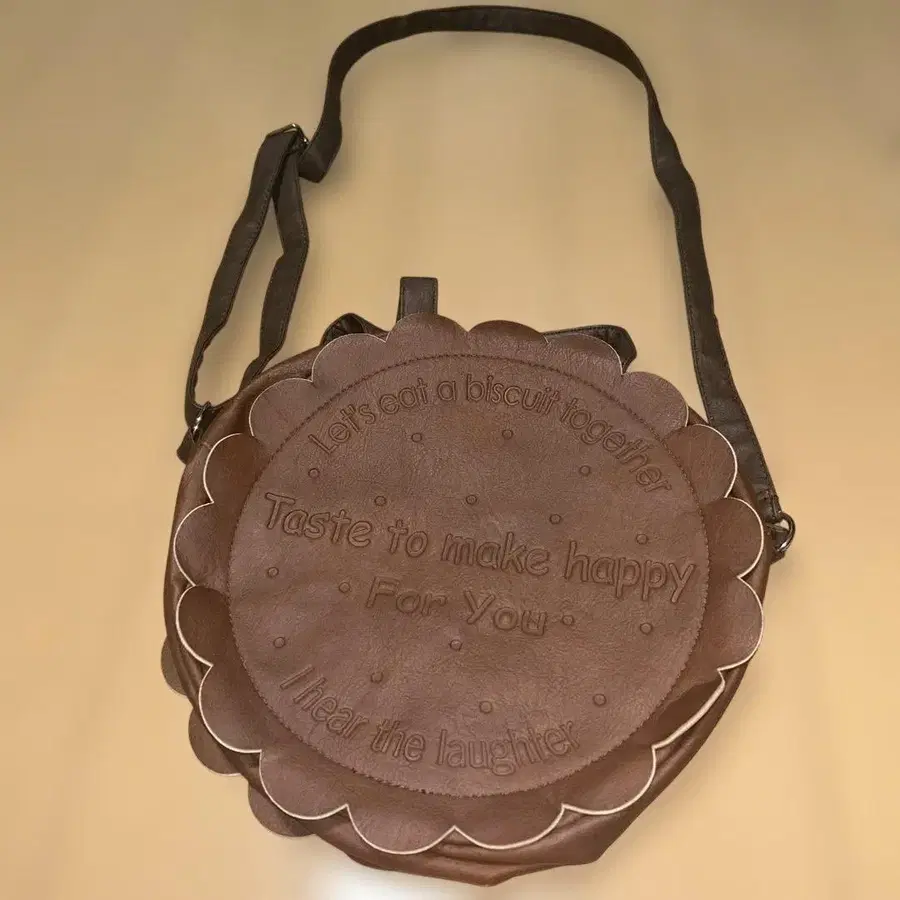 Let's eat a biscuit together
Taste to make happy
For You
I hear the laughter